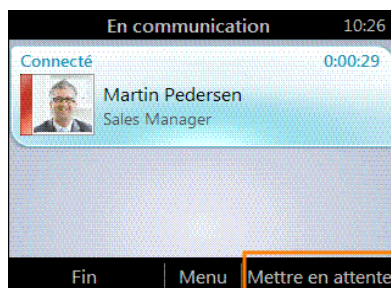 En communication 10:26
Connecté 0:00:29
Martin Pedersen
Sales Manager
Fin Menu Mettre en attente